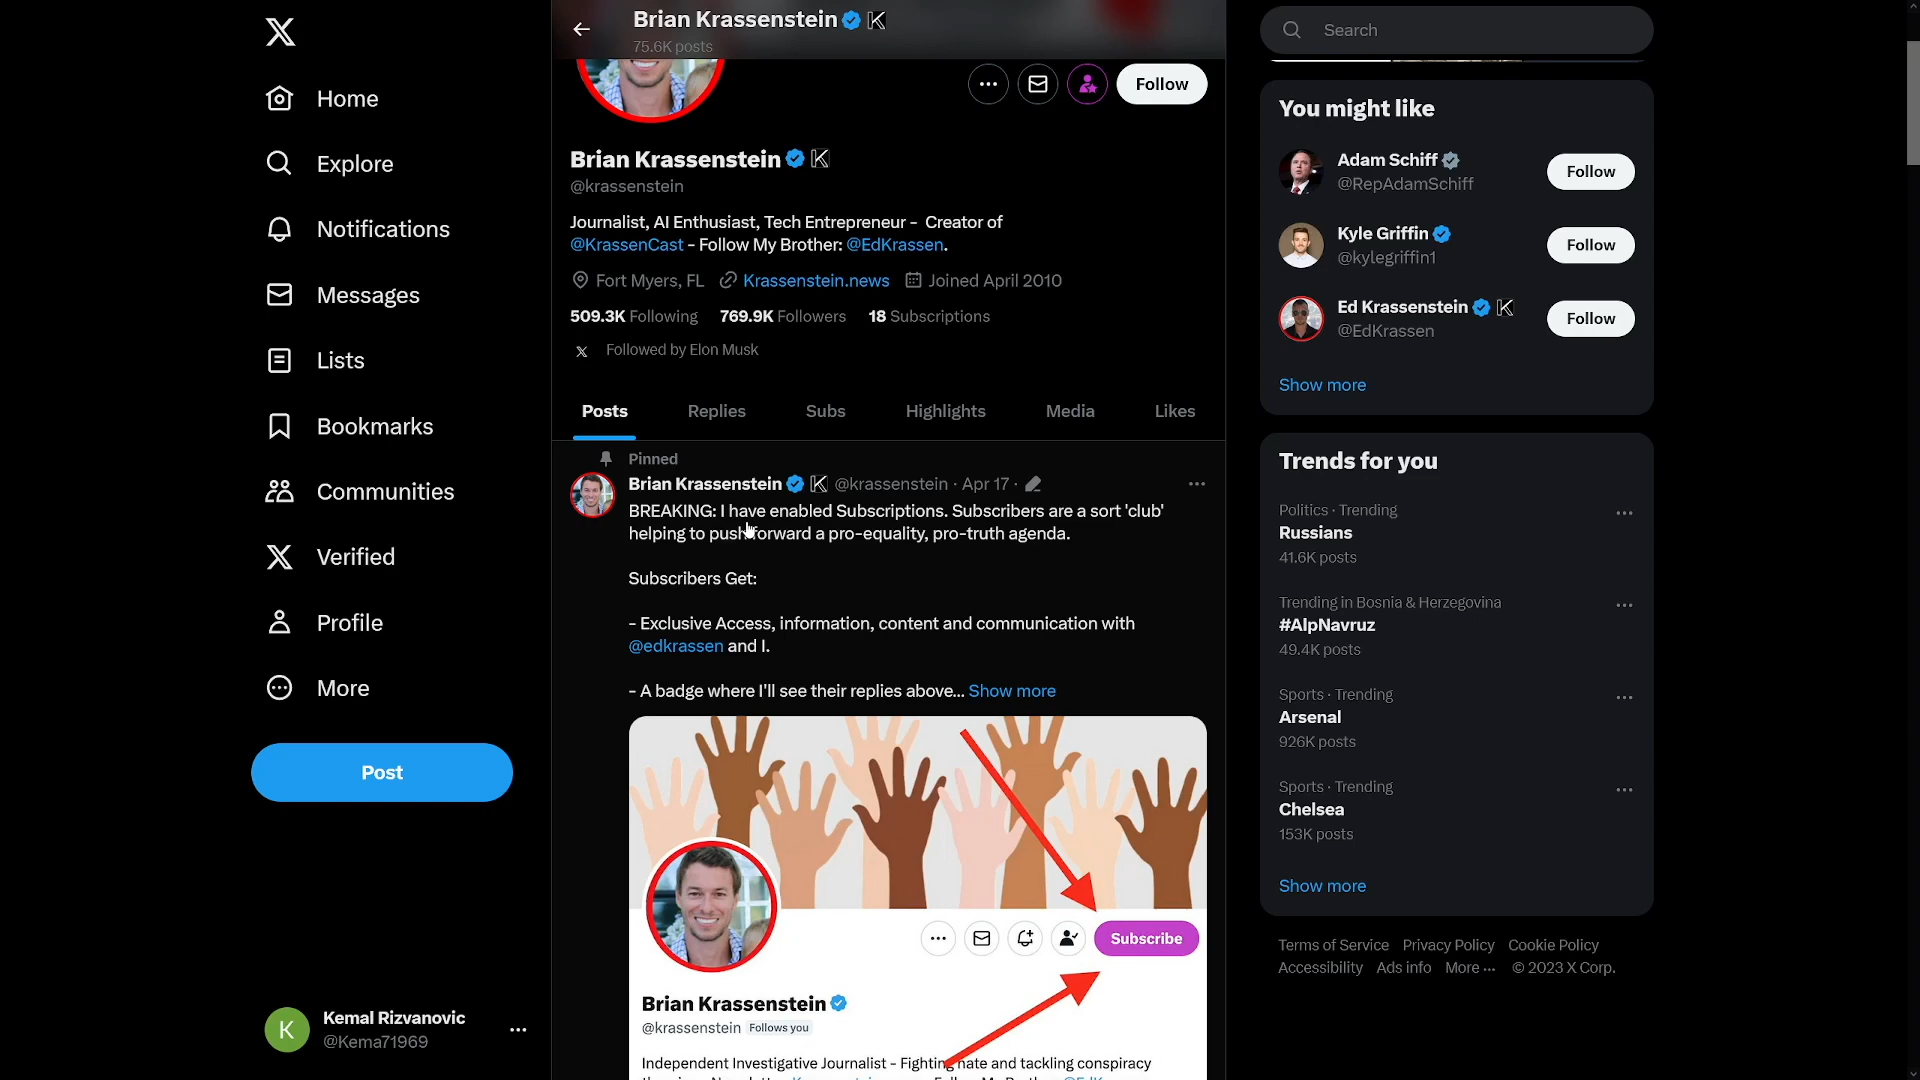 Home
Explore
Notifications
Messages
Lists
Bookmarks
Communities
Verified
Profile
More
Post
Kemal Rizvanovic
@Kema71969
Brian Krassenstein
75.6K posts
Follow
Brian Krassenstein
@krassenstein
Journalist, AI Enthusiast, Tech Entrepreneur - Creator of
@KrassenCast - Follow My Brother: @EdKrassen.
Fort Myers, FL Krassenstein.news Joined April 2010
509.3K Following 769.9K Followers 18 Subscriptions
Followed by Elon Musk
Posts Replies Subs Highlights Media Likes
Pinned
Brian Krassenstein @krassenstein · Apr 17 ·
BREAKING: I have enabled Subscriptions. Subscribers are a sort 'club'
helping to push forward a pro-equality, pro-truth agenda.
Subscribers Get:
- Exclusive Access, information, content and communication with
@edkrassen and I.
- A badge where I'll see their replies above... Show more
Subscribe
Brian Krassenstein
@krassenstein Follows you
Independent Investigative Journalist - Fighting hate and tackling conspiracy
Search
You might like
Adam Schiff
@RepAdamSchiff
Follow
Kyle Griffin
@kylegriffin1
Follow
Ed Krassenstein
@EdKrassen
Follow
Show more
Trends for you
Politics · Trending
Russians
41.6K posts
Trending in Bosnia & Herzegovina
#AlpNavruz
49.4K posts
Sports · Trending
Arsenal
926K posts
Sports · Trending
Chelsea
153K posts
Show more
Terms of Service Privacy Policy Cookie Policy
Accessibility Ads info More ··· © 2023 X Corp.